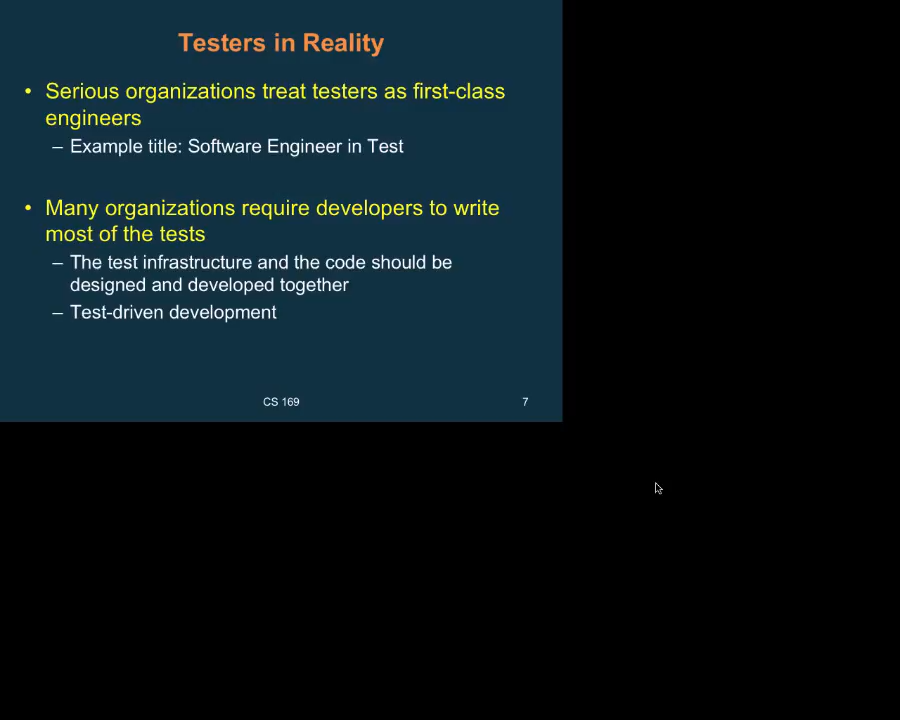 Testers in Reality
• Serious organizations treat testers as first-class
engineers
– Example title: Software Engineer in Test
• Many organizations require developers to write
most of the tests
– The test infrastructure and the code should be
designed and developed together
– Test-driven development
CS 169
7